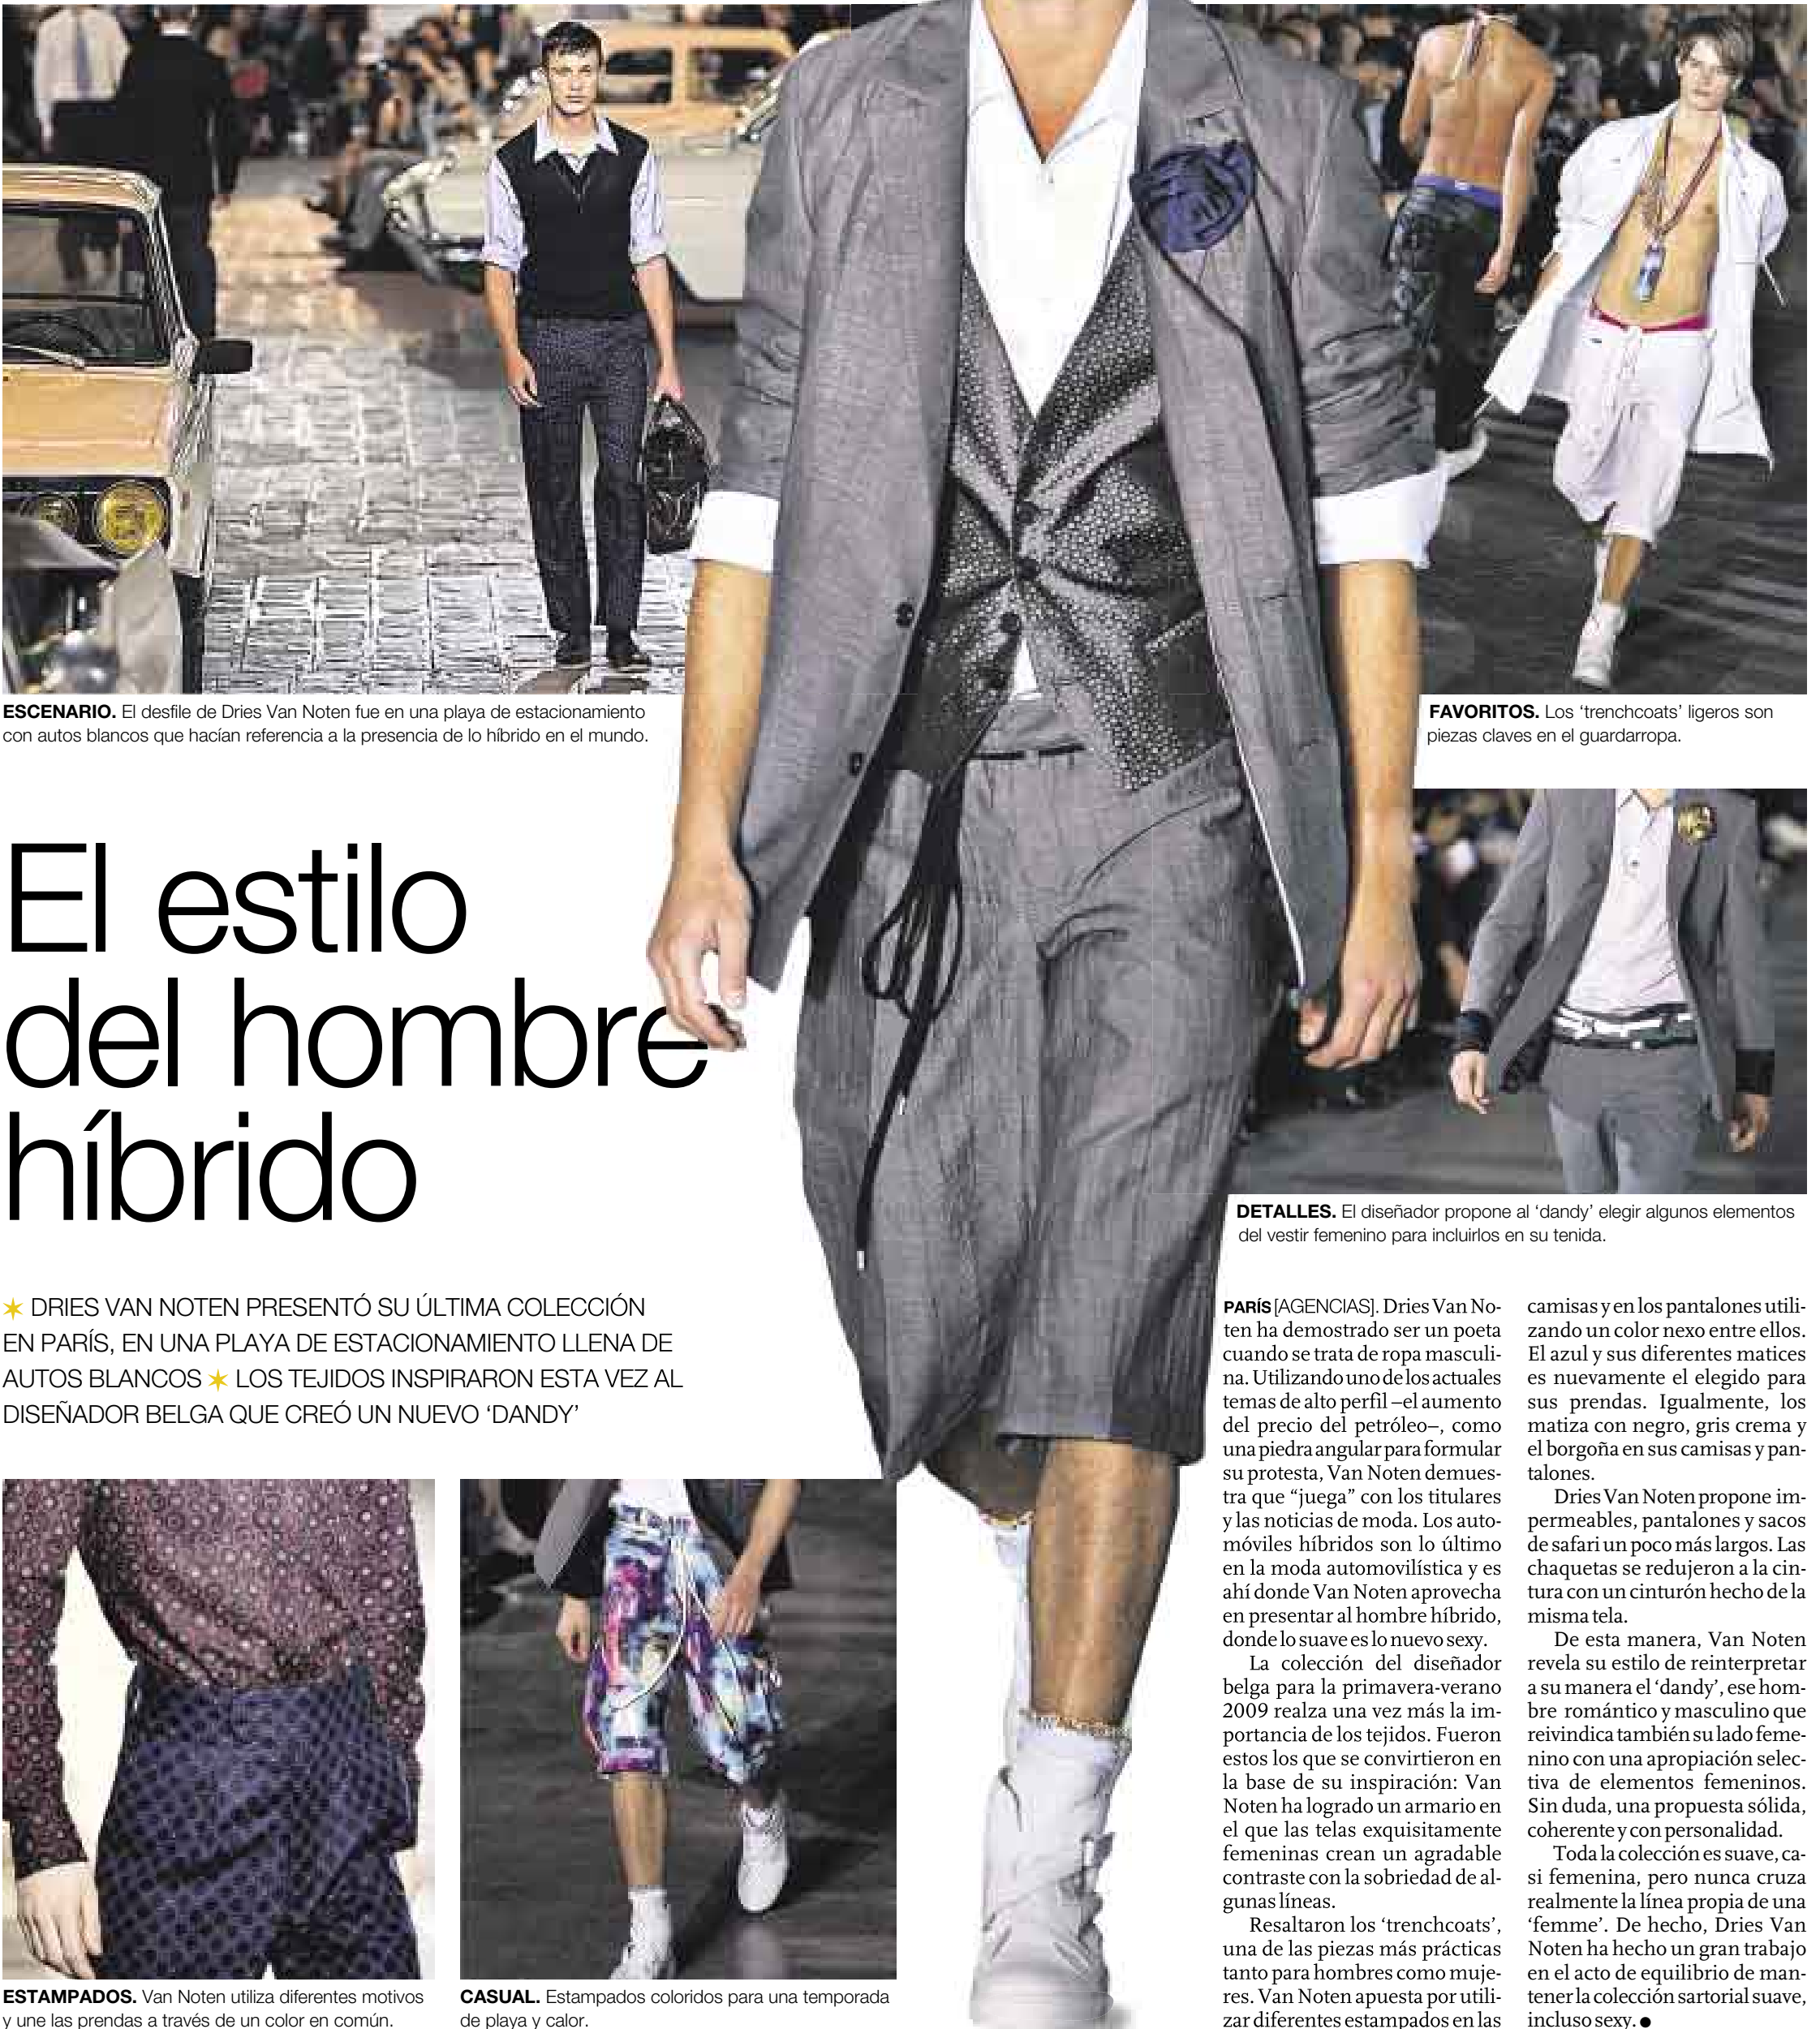 ESCENARIO. El desfile de Dries Van Noten fue en una playa de estacionamiento
con autos blancos que hacían referencia a la presencia de lo híbrido en el mundo.
FAVORITOS. Los ‘trenchcoats’ ligeros son
piezas claves en el guardarropa.
El estilo
del hombre
híbrido
DETALLES. El diseñador propone al ‘dandy’ elegir algunos elementos
del vestir femenino para incluirlos en su tenida.
✶ DRIES VAN NOTEN PRESENTÓ SU ÚLTIMA COLECCIÓN
EN PARÍS, EN UNA PLAYA DE ESTACIONAMIENTO LLENA DE
AUTOS BLANCOS ✶ LOS TEJIDOS INSPIRARON ESTA VEZ AL
DISEÑADOR BELGA QUE CREÓ UN NUEVO ‘DANDY’
PARÍS [AGENCIAS]. Dries Van No-
ten ha demostrado ser un poeta
cuando se trata de ropa masculi-
na. Utilizando uno de los actuales
temas de alto perfil –el aumento
del precio del petróleo–, como
una piedra angular para formular
su protesta, Van Noten demues-
tra que “juega” con los titulares
y las noticias de moda. Los auto-
móviles híbridos son lo último
en la moda automovilística y es
ahí donde Van Noten aprovecha
en presentar al hombre híbrido,
donde lo suave es lo nuevo sexy.
La colección del diseñador
belga para la primavera-verano
2009 realza una vez más la im-
portancia de los tejidos. Fueron
estos los que se convirtieron en
la base de su inspiración: Van
Noten ha logrado un armario en
el que las telas exquisitamente
femeninas crean un agradable
contraste con la sobriedad de al-
gunas líneas.
Resaltaron los ‘trenchcoats’,
una de las piezas más prácticas
tanto para hombres como muje-
res. Van Noten apuesta por utili-
zar diferentes estampados en las
camisas y en los pantalones utili-
zando un color nexo entre ellos.
El azul y sus diferentes matices
es nuevamente el elegido para
sus prendas. Igualmente, los
matiza con negro, gris crema y
el borgoña en sus camisas y pan-
talones.
Dries Van Noten propone im-
permeables, pantalones y sacos
de safari un poco más largos. Las
chaquetas se redujeron a la cin-
tura con un cinturón hecho de la
misma tela.
De esta manera, Van Noten
revela su estilo de reinterpretar
a su manera el ‘dandy’, ese hom-
bre romántico y masculino que
reivindica también su lado feme-
nino con una apropiación selec-
tiva de elementos femeninos.
Sin duda, una propuesta sólida,
coherente y con personalidad.
Toda la colección es suave, ca-
si femenina, pero nunca cruza
realmente la línea propia de una
‘femme’. De hecho, Dries Van
Noten ha hecho un gran trabajo
en el acto de equilibrio de man-
tener la colección sartorial suave,
incluso sexy. ●
ESTAMPADOS. Van Noten utiliza diferentes motivos
y une las prendas a través de un color en común.
CASUAL. Estampados coloridos para una temporada
de playa y calor.